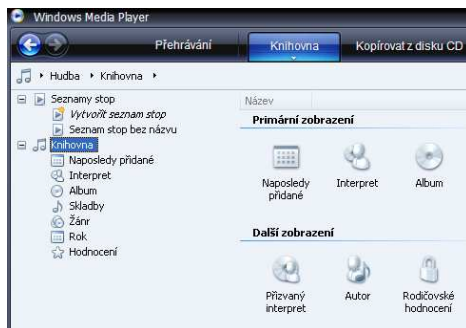 Windows Media Player
Přehrávání Knihovna Kopírovat z disku CD
Hudba Knihovna
Seznamy stop
Vytvořit seznam stop
Seznam stop bez názvu
Knihovna
Naposledy přidané
Interpret
Album
Skladby
Žánr
Rok
Hodnocení
Název
Primární zobrazení
Naposledy přidané
Interpret
Album
Další zobrazení
Přizvaný interpret
Autor
Rodičovské hodnocení